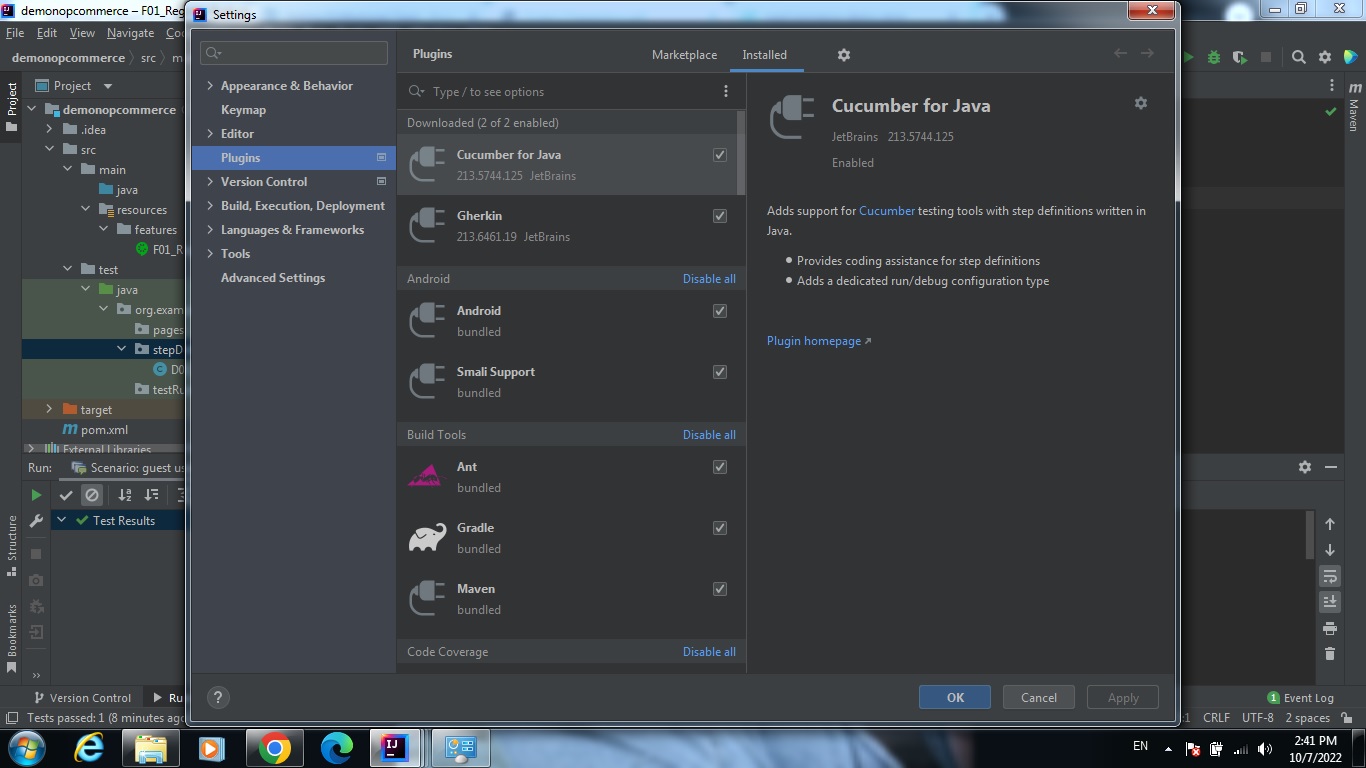 demonopcommerce – F01_Reg
Settings
File Edit View Navigate Co
demonopcommerce src m
Project
demonopcommerce
.idea
src
main
java
resources
features
F01_R
test
java
org.exam
pages
stepD
D0
testRu
target
pom.xml
External Libraries
Appearance & Behavior
Keymap
Editor
Plugins
Version Control
Build, Execution, Deployment
Languages & Frameworks
Tools
Advanced Settings
Plugins Marketplace Installed
Type / to see options
Downloaded (2 of 2 enabled)
Cucumber for Java
213.5744.125 JetBrains
Gherkin
213.6461.19 JetBrains
Android Disable all
Android
bundled
Smali Support
bundled
Build Tools Disable all
Ant
bundled
Gradle
bundled
Maven
bundled
Code Coverage Disable all
Cucumber for Java
JetBrains 213.5744.125
Enabled
Adds support for Cucumber testing tools with step definitions written in
Java.
Provides coding assistance for step definitions
Adds a dedicated run/debug configuration type
Plugin homepage ↗
? OK Cancel Apply
Project
Structure
Bookmarks
m
Maven
Run: Scenario: guest us
Test Results
»
Version Control Ru
1 Event Log
Tests passed: 1 (8 minutes ago
:1 CRLF UTF-8 2 spaces
EN
2:41 PM
10/7/2022